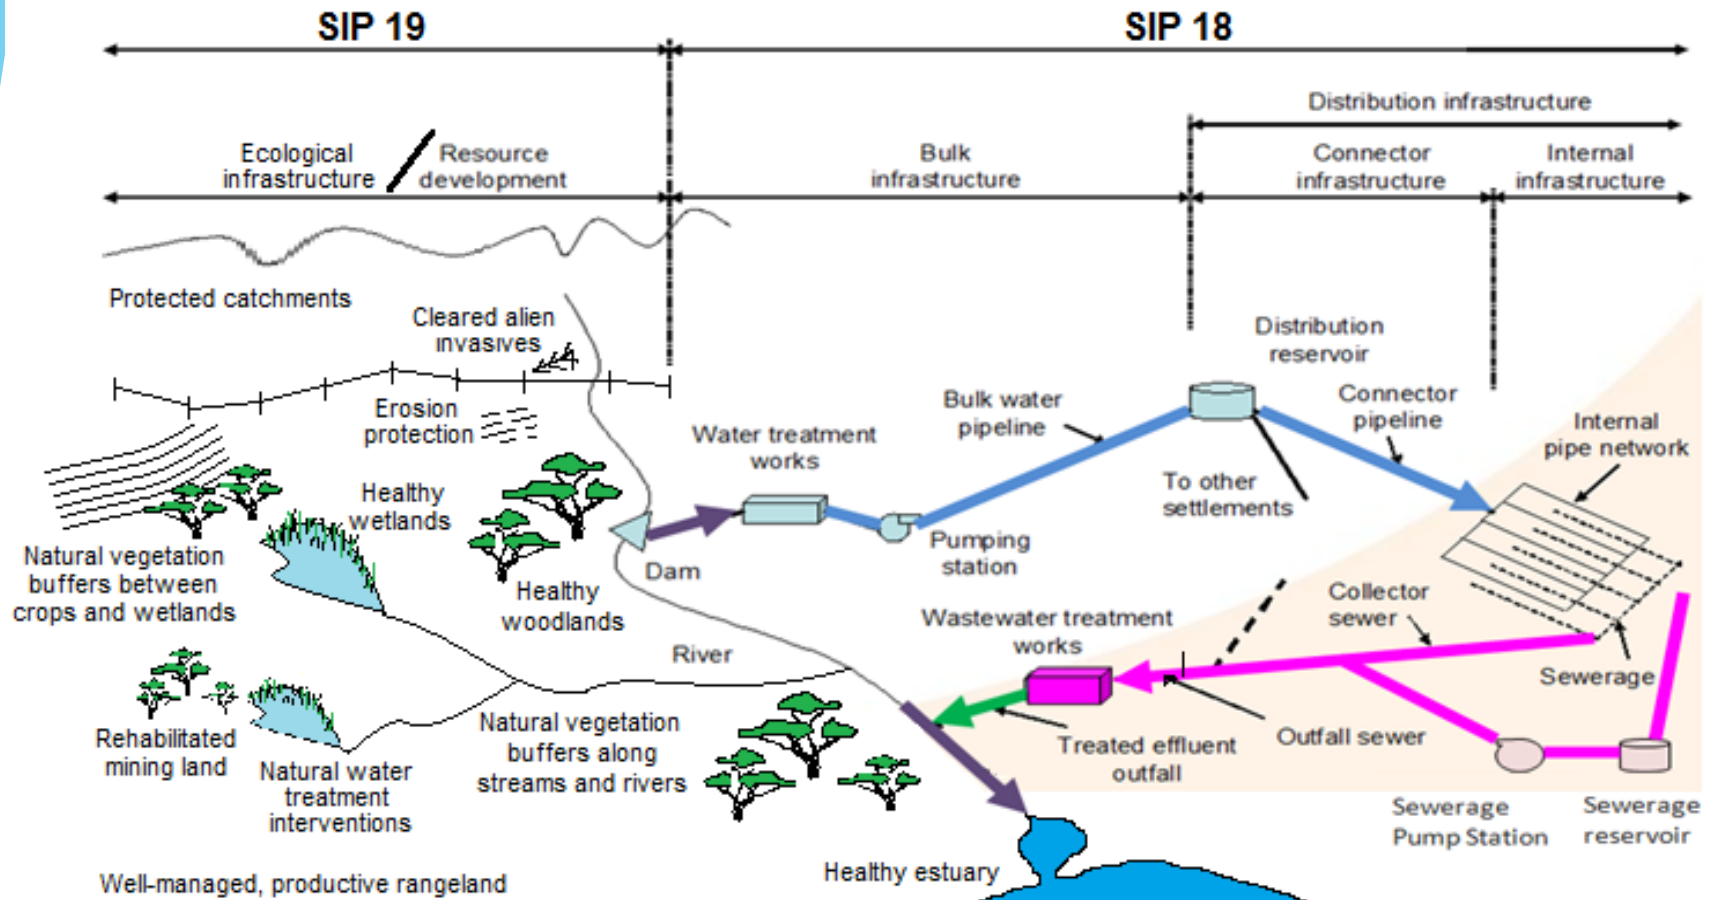 SIP 19
SIP 18
Distribution infrastructure
Ecological
infrastructure
Resource
development
Bulk
infrastructure
Connector
infrastructure
Internal
infrastructure
Protected catchments
Cleared alien
invasives
Distribution
reservoir
Erosion
protection
Bulk water
pipeline
Connector
pipeline
Internal
pipe network
Water treatment
works
Healthy
wetlands
To other
settlements
Natural vegetation
buffers between
crops and wetlands
Pumping
station
Dam
Healthy
woodlands
Collector
sewer
Wastewater treatment
works
River
Sewerage
Rehabilitated
mining land
Natural water
treatment
interventions
Natural vegetation
buffers along
streams and rivers
Treated effluent
outfall
Outfall sewer
Sewerage
Pump Station
Sewerage
reservoir
Healthy estuary
Well-managed, productive rangeland